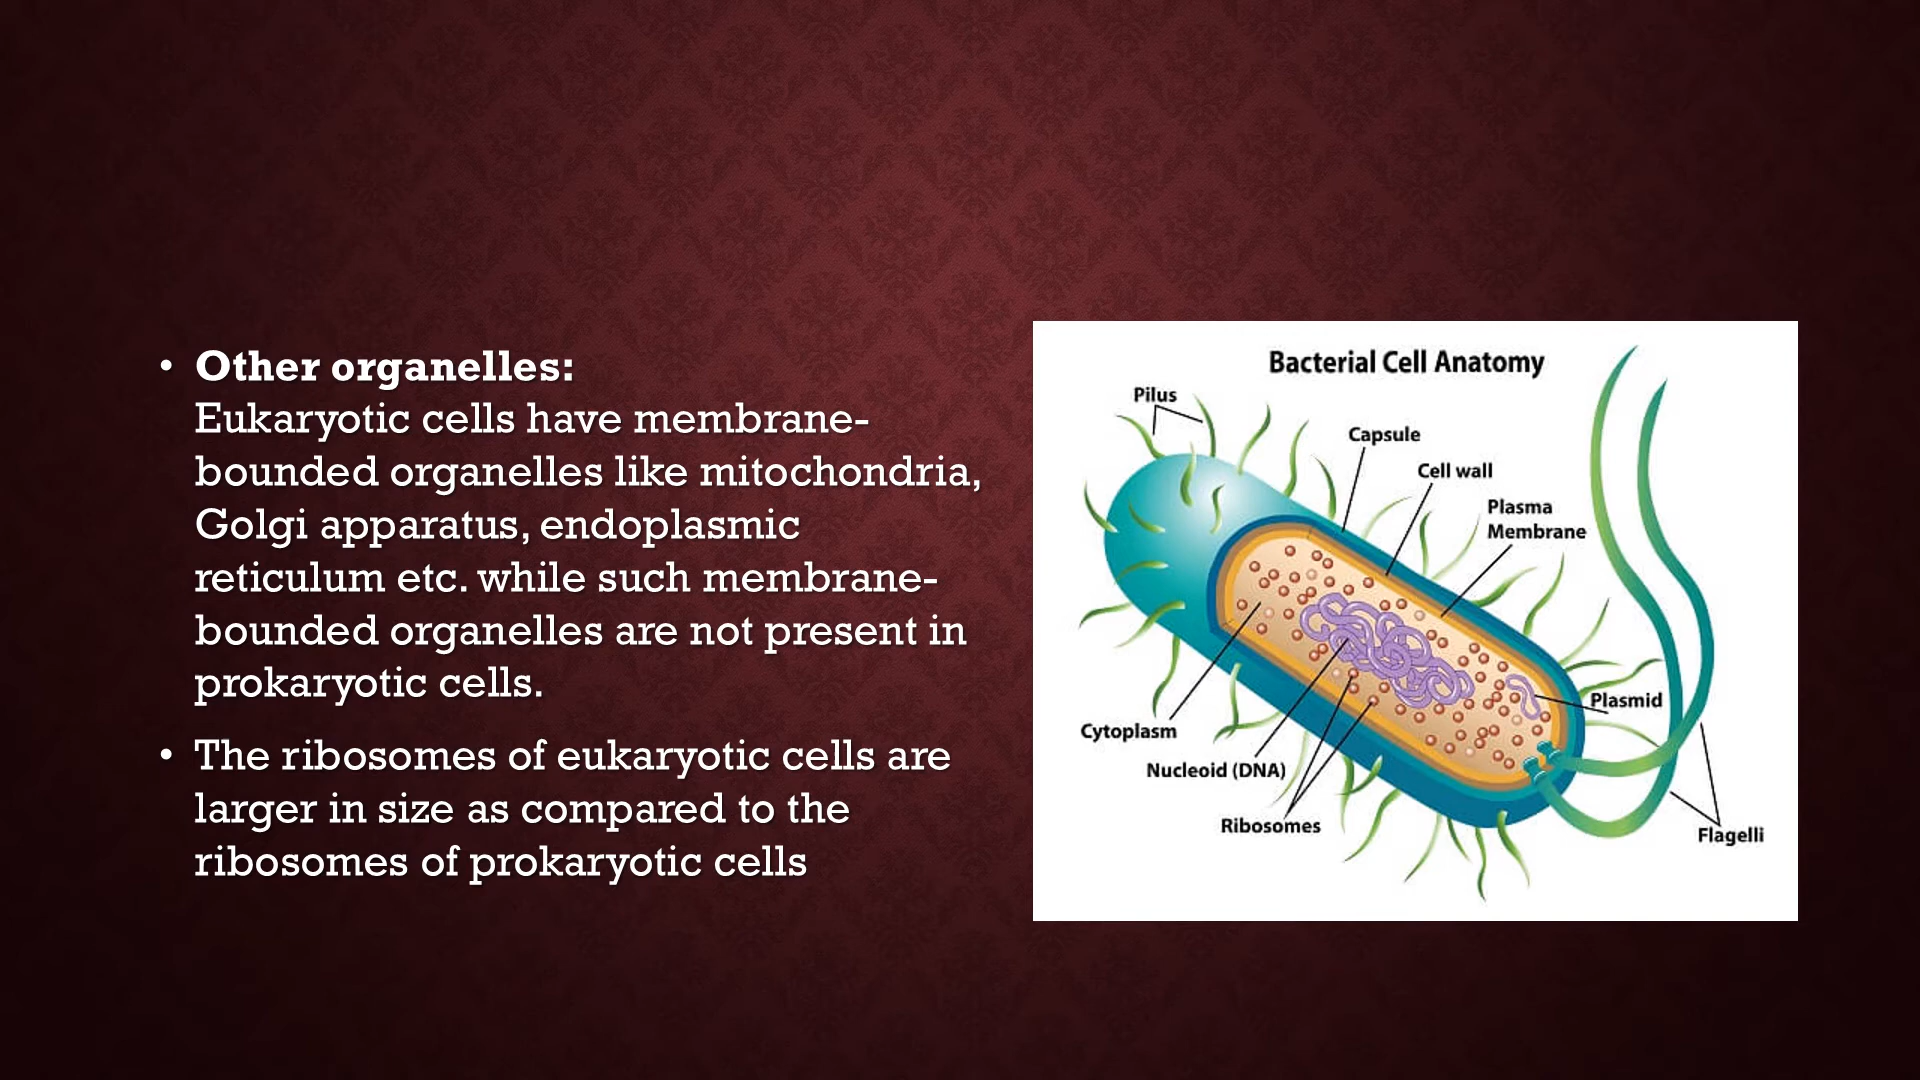 • Other organelles:
Eukaryotic cells have membrane-
bounded organelles like mitochondria,
Golgi apparatus, endoplasmic
reticulum etc. while such membrane-
bounded organelles are not present in
prokaryotic cells.
• The ribosomes of eukaryotic cells are
larger in size as compared to the
ribosomes of prokaryotic cells
Bacterial Cell Anatomy
Pilus
Capsule
Cell wall
Plasma
Membrane
Plasmid
Cytoplasm
Nucleoid (DNA)
Ribosomes
Flagelli